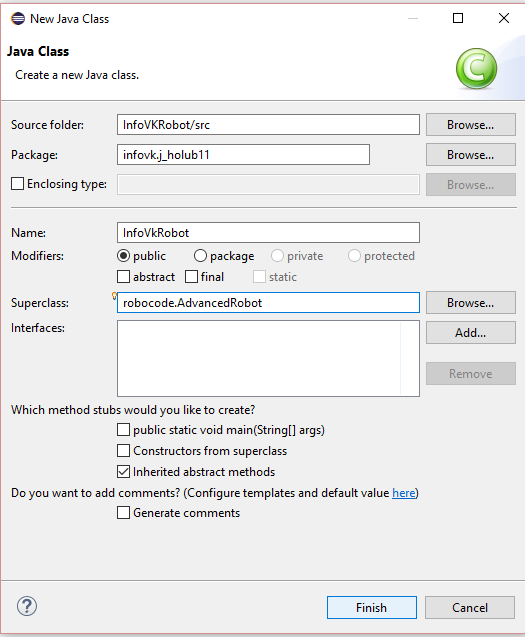 New Java Class
Java Class
Create a new Java class.
Source folder: InfoVKRobot/src Browse...
Package: infovk.j_holub11 Browse...
Enclosing type: Browse...
Name: InfoVkRobot
Modifiers: public package private protected
abstract final static
Superclass: robocode.AdvancedRobot Browse...
Interfaces: Add...
Remove
Which method stubs would you like to create?
public static void main(String[] args)
Constructors from superclass
Inherited abstract methods
Do you want to add comments? (Configure templates and default value here)
Generate comments
? Finish Cancel